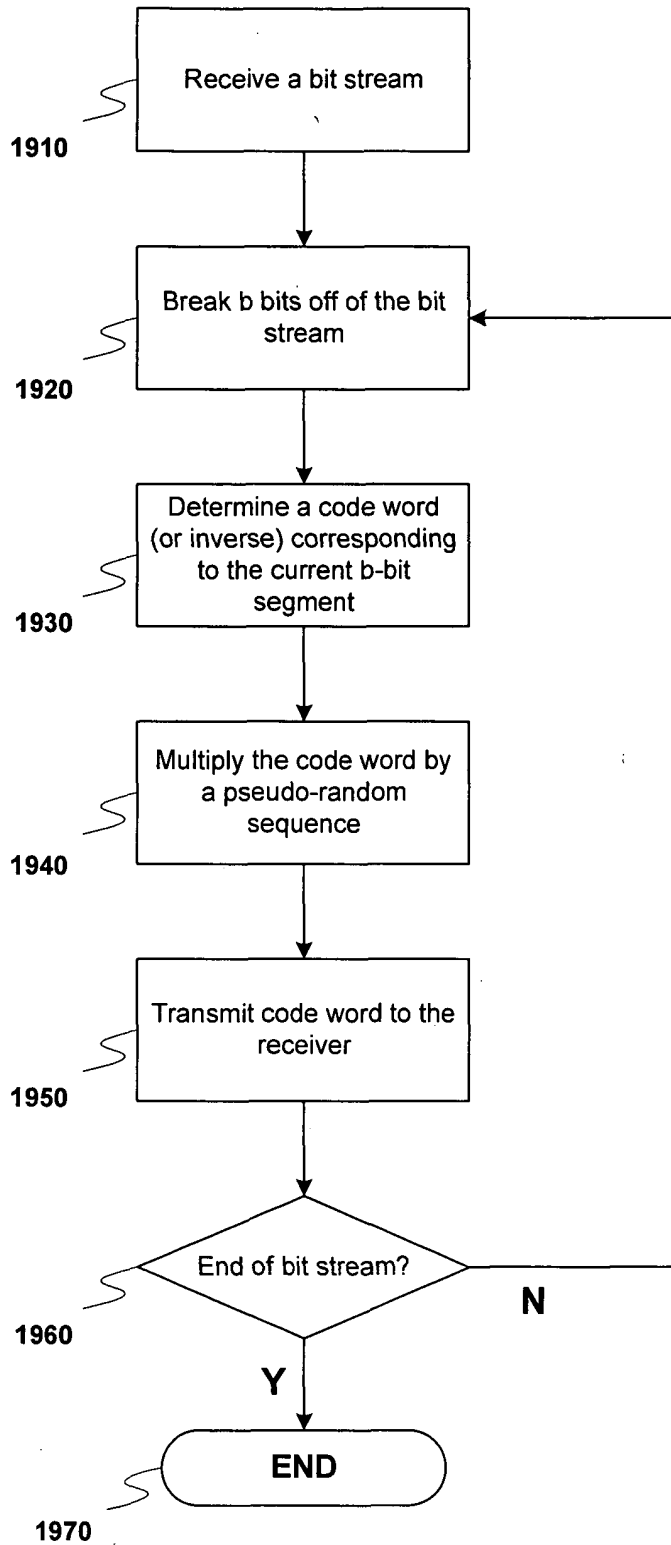 Receive a bit stream
1910
Break b bits off of the bit
stream
1920
Determine a code word
(or inverse) corresponding
to the current b-bit
segment
1930
Multiply the code word by
a pseudo-random
sequence
1940
Transmit code word to the
receiver
1950
End of bit stream?
N
1960
Y
END
1970